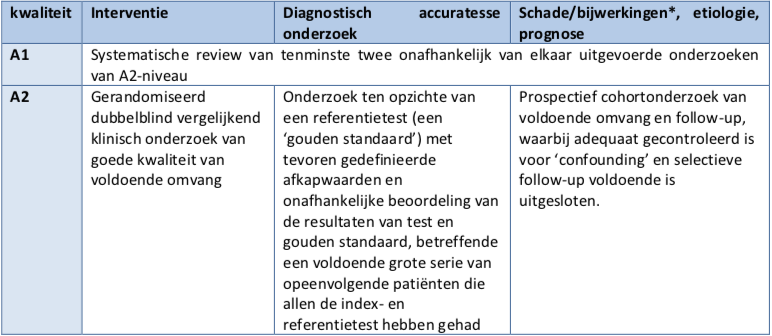 kwaliteit
Interventie
Diagnostisch accuratesse
onderzoek
Schade/bijwerkingen*, etiologie,
prognose
A1
Systematische review van tenminste twee onafhankelijk van elkaar uitgevoerde onderzoeken
van A2-niveau
A2
Gerandomiseerd
dubbelblind vergelijkend
klinisch onderzoek van
goede kwaliteit van
voldoende omvang
Onderzoek ten opzichte van
een referentietest (een
‘gouden standaard’) met
tevoren gedefinieerde
afkapwaarden en
onafhankelijke beoordeling van
de resultaten van test en
gouden standaard, betreffende
een voldoende grote serie van
opeenvolgende patiënten die
allen de index- en
referentietest hebben gehad
Prospectief cohortonderzoek van
voldoende omvang en follow-up,
waarbij adequaat gecontroleerd is
voor ‘confounding’ en selectieve
follow-up voldoende is
uitgesloten.